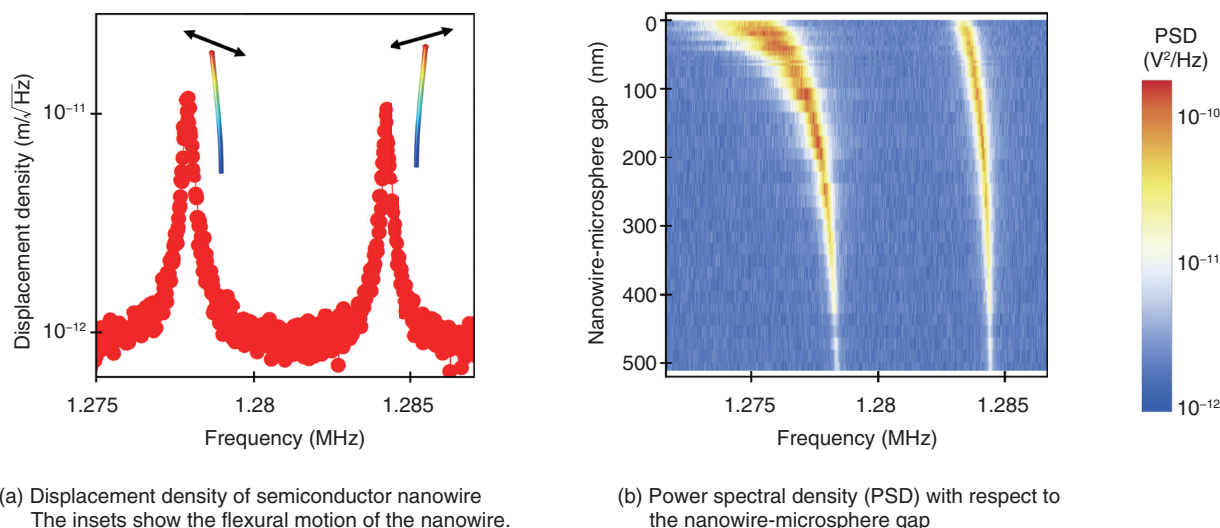 Displacement density (m/√Hz)
10⁻¹¹
10⁻¹²
1.275
1.28
1.285
Frequency (MHz)
(a) Displacement density of semiconductor nanowire
The insets show the flexural motion of the nanowire.
Nanowire-microsphere gap (nm)
0
100
200
300
400
500
1.275
1.28
1.285
Frequency (MHz)
PSD
(V²/Hz)
10⁻¹⁰
10⁻¹¹
10⁻¹²
(b) Power spectral density (PSD) with respect to
the nanowire-microsphere gap